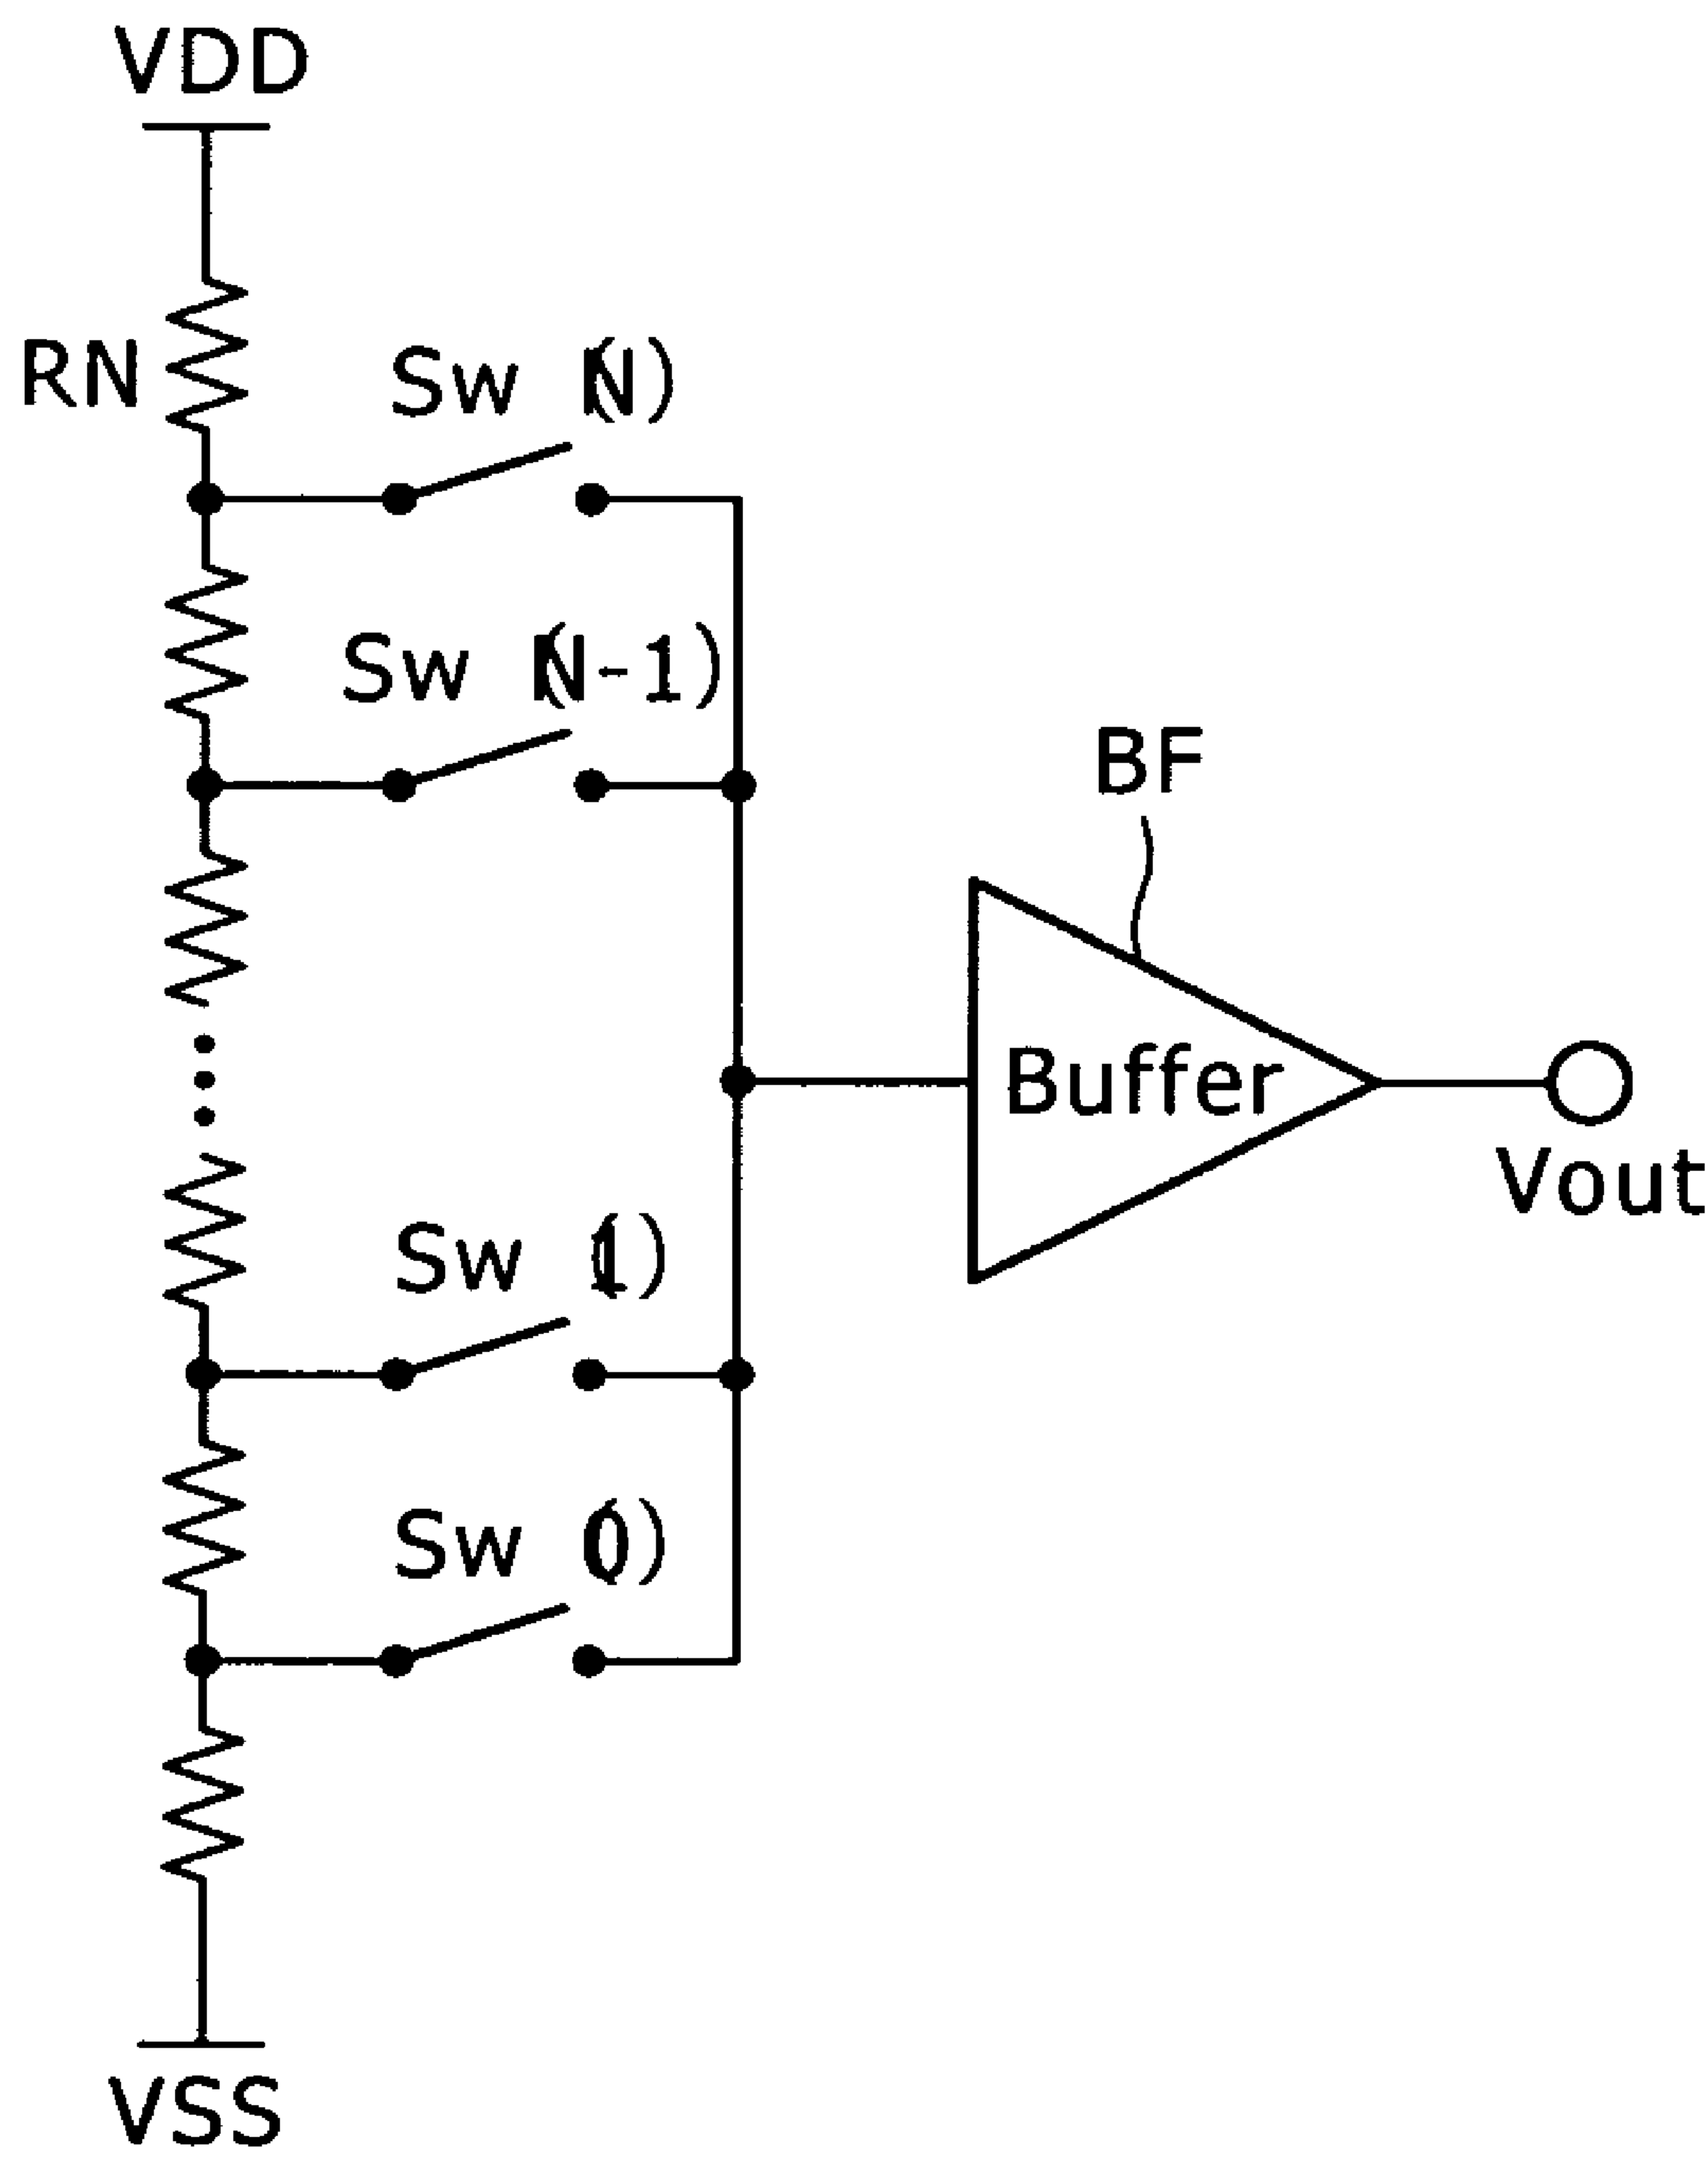 VDD
RN
Sw (N)
Sw (N-1)
BF
Buffer
Vout
Sw (1)
Sw (0)
VSS